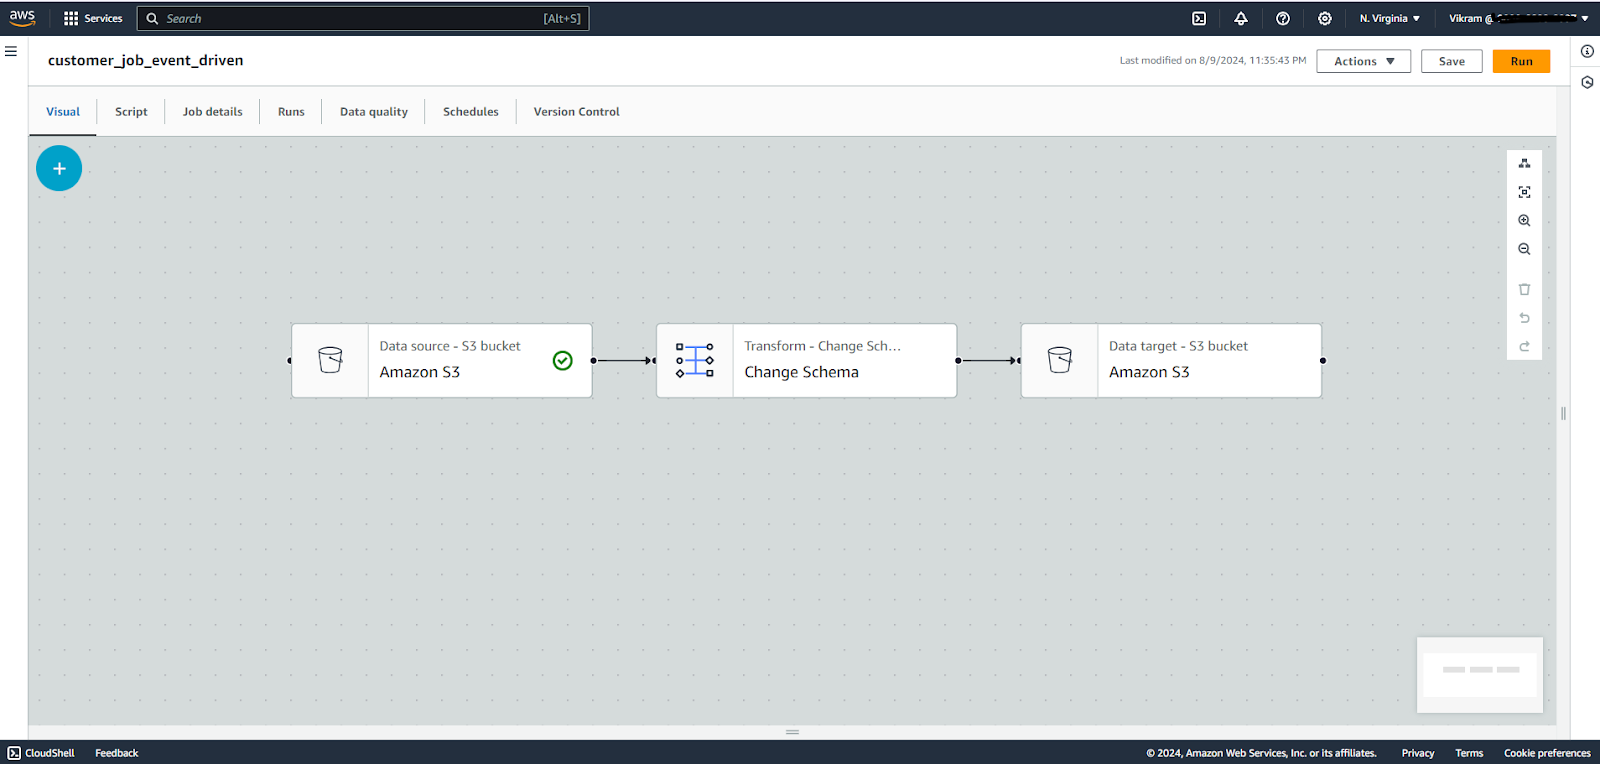 aws Services Search [Alt+S] N. Virginia Vikram @
customer_job_event_driven
Last modified on 8/9/2024, 11:35:43 PM Actions Save Run
Visual Script Job details Runs Data quality Schedules Version Control
Data source - S3 bucket
Amazon S3
Transform - Change Sch...
Change Schema
Data target - S3 bucket
Amazon S3
CloudShell Feedback © 2024, Amazon Web Services, Inc. or its affiliates. Privacy Terms Cookie preferences